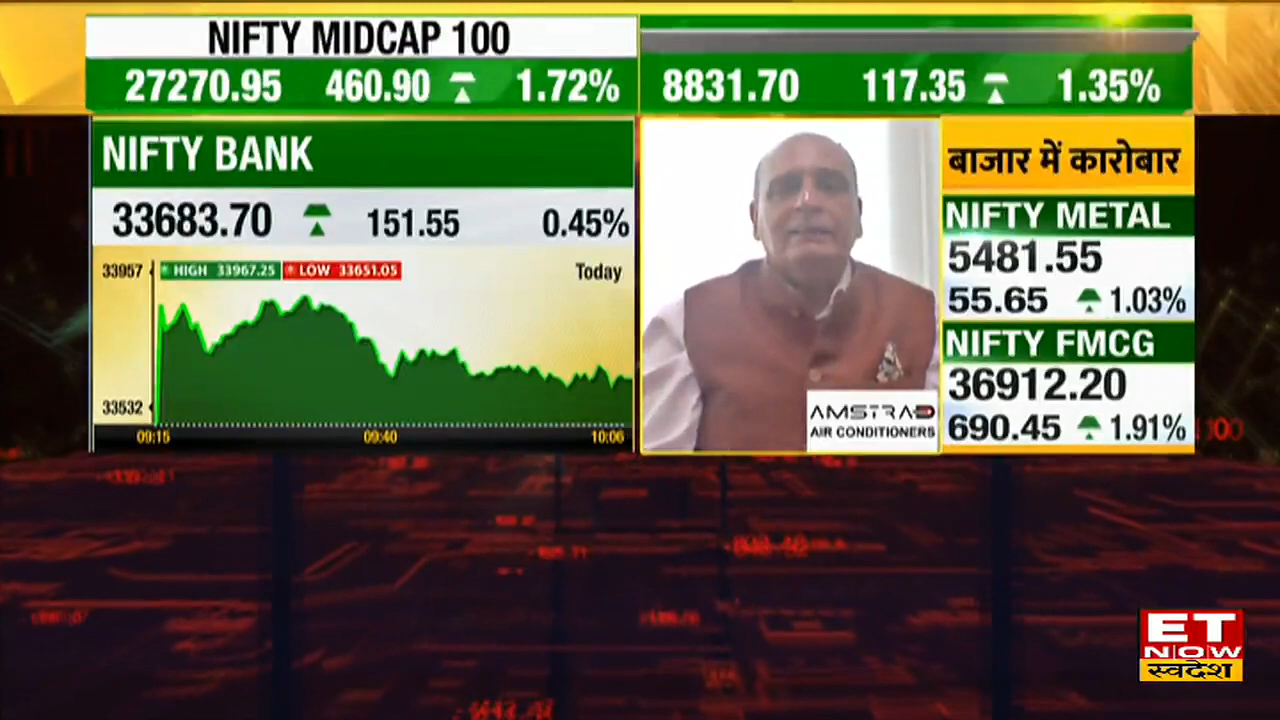 NIFTY MIDCAP 100
27270.95 460.90 1.72%
8831.70 117.35 1.35%
NIFTY BANK
33683.70 151.55 0.45%
33957 HIGH 33967.25 LOW 33651.05 Today
33532
09:15 09:40 10:06
AMSTRAD
AIR CONDITIONERS
बाजार में कारोबार
NIFTY METAL
5481.55
55.65 1.03%
NIFTY FMCG
36912.20
690.45 1.91%
ET
NOW
स्वदेश